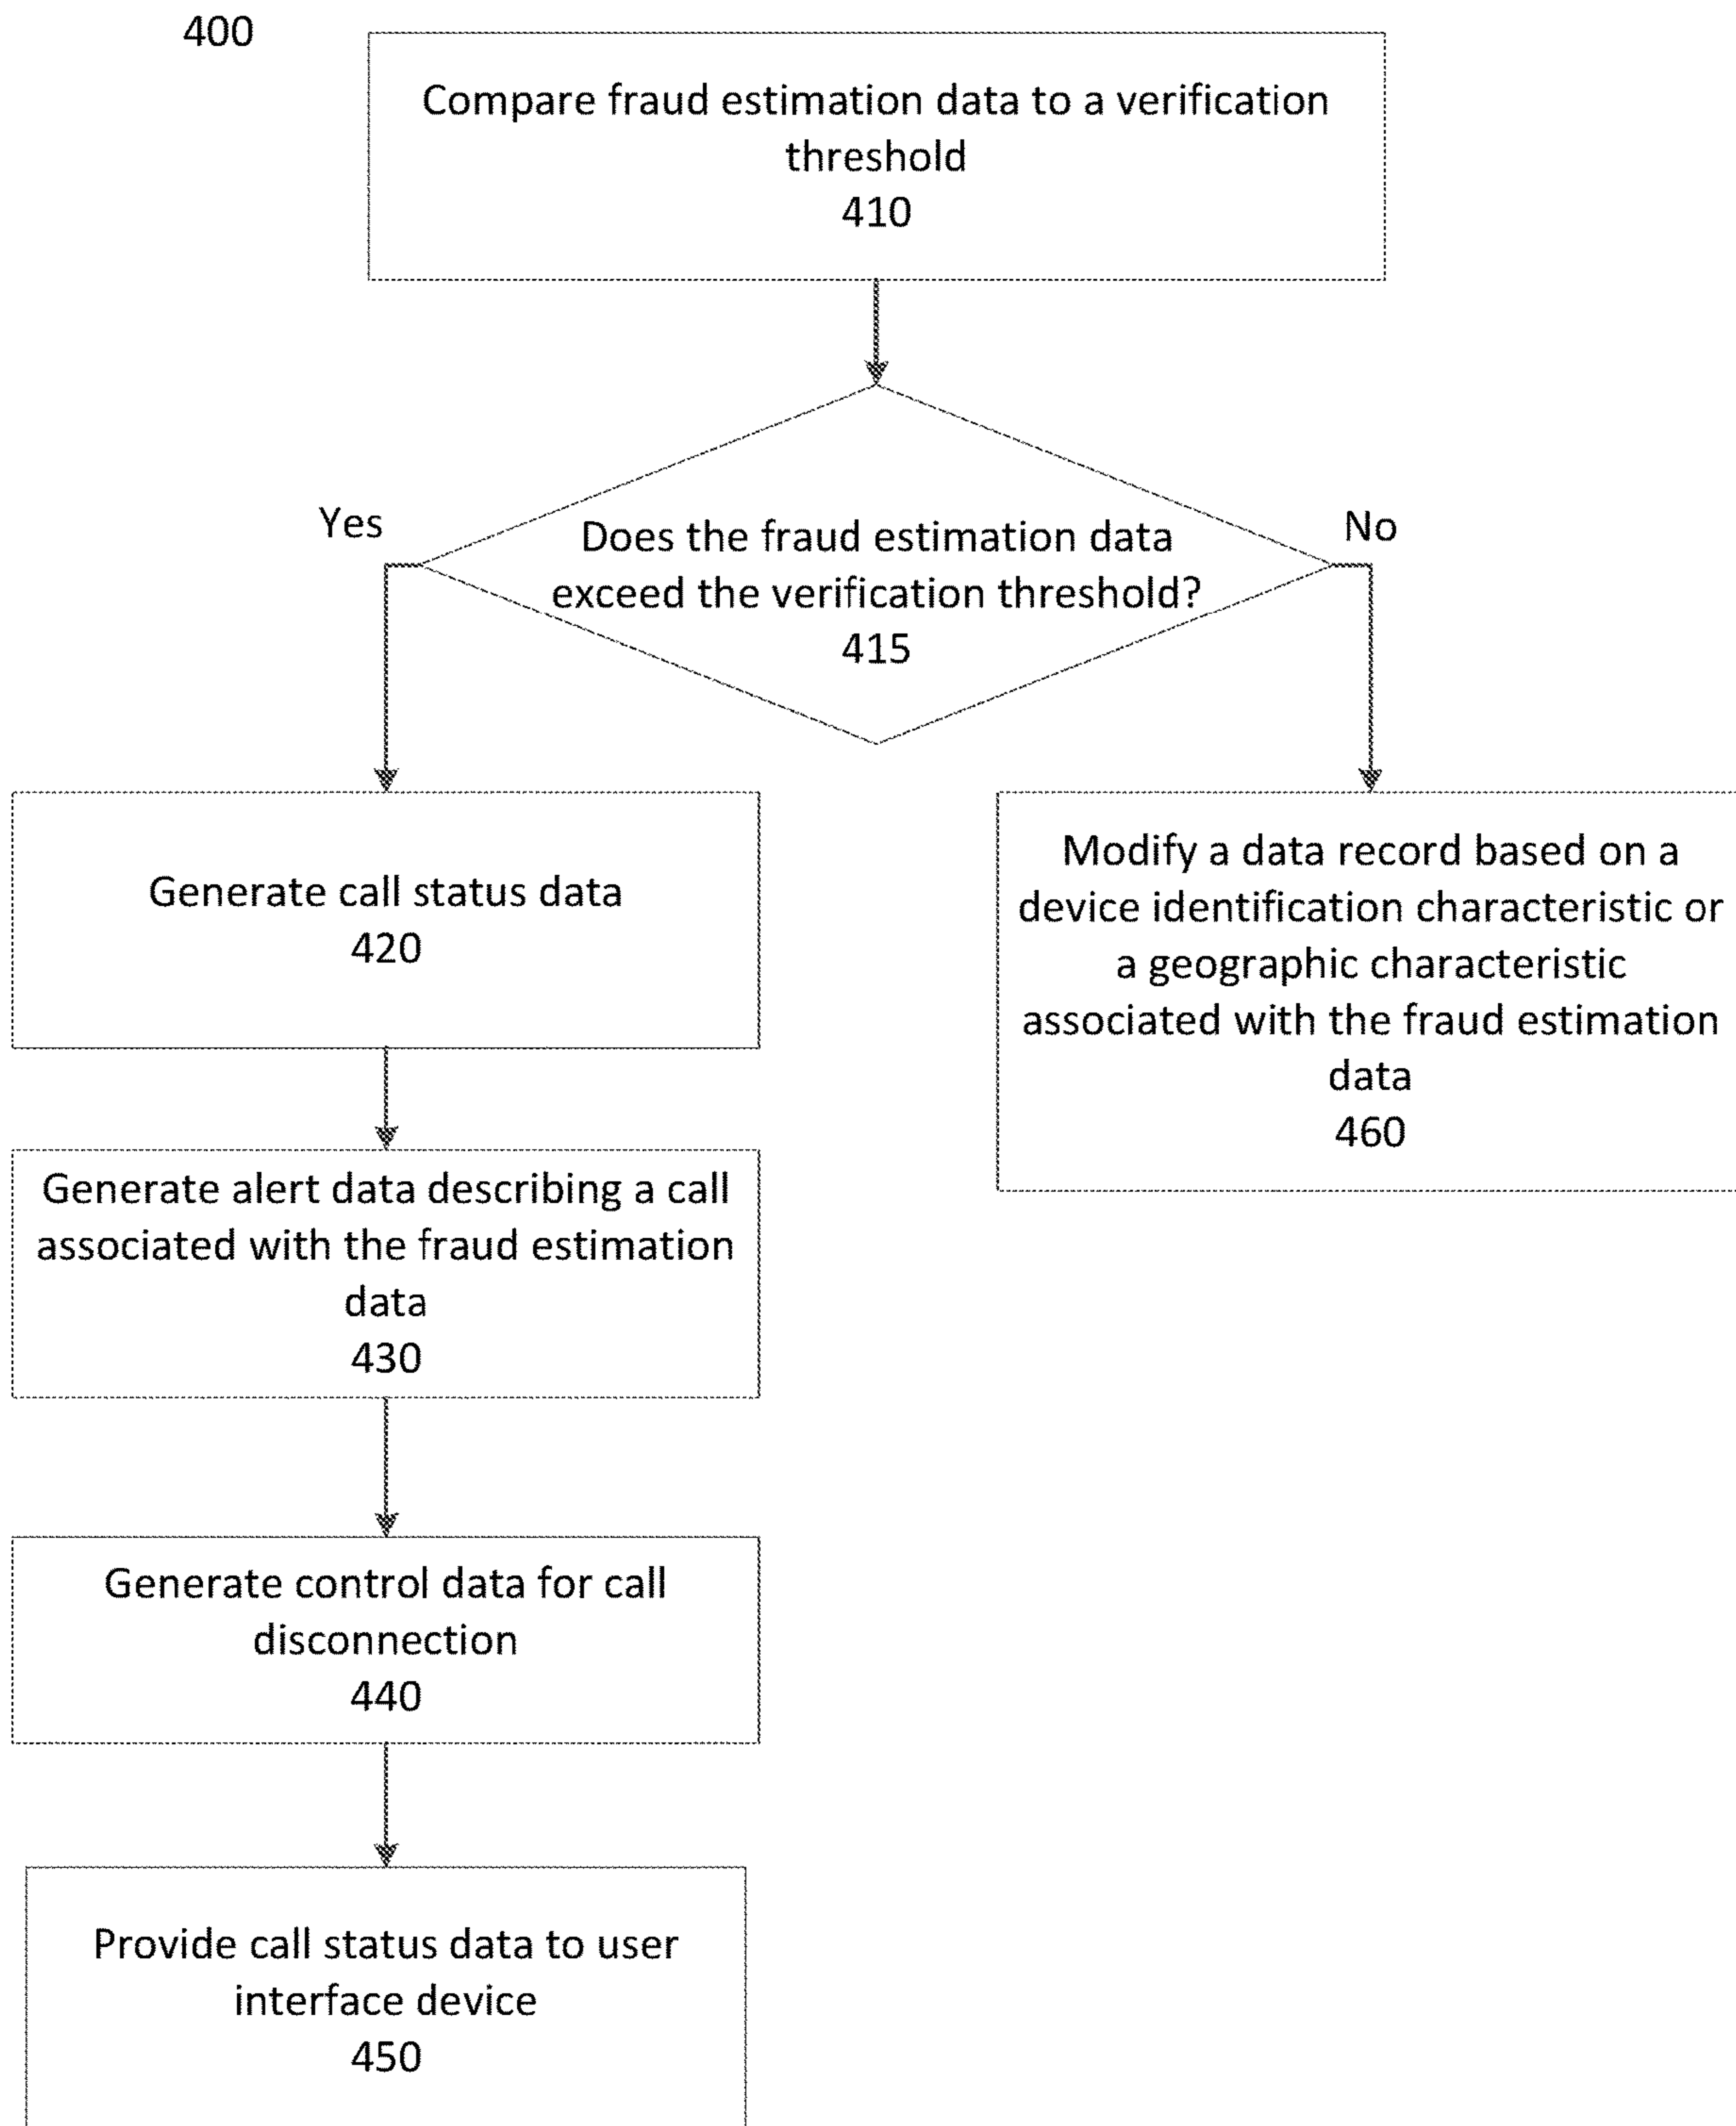 400
Compare fraud estimation data to a verification
threshold
410
Yes
No
Does the fraud estimation data
exceed the verification threshold?
415
Generate call status data
420
Modify a data record based on a
device identification characteristic or
a geographic characteristic
associated with the fraud estimation
data
460
Generate alert data describing a call
associated with the fraud estimation
data
430
Generate control data for call
disconnection
440
Provide call status data to user
interface device
450